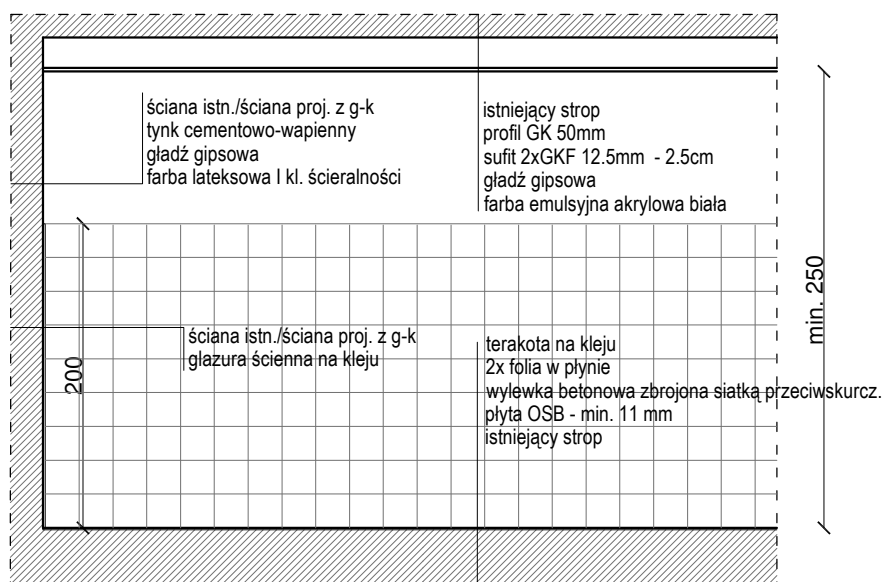 ściana istn./ściana proj. z g-k
tynk cementowo-wapienny
gładź gipsowa
farba lateksowa I kl. ścieralności
istniejący strop
profil GK 50mm
sufit 2xGKF 12.5mm - 2.5cm
gładź gipsowa
farba emulsyjna akrylowa biała
min. 250
200
ściana istn./ściana proj. z g-k
glazura ścienna na kleju
terakota na kleju
2x folia w płynie
wylewka betonowa zbrojona siatką przeciwskurcz.
płyta OSB - min. 11 mm
istniejący strop